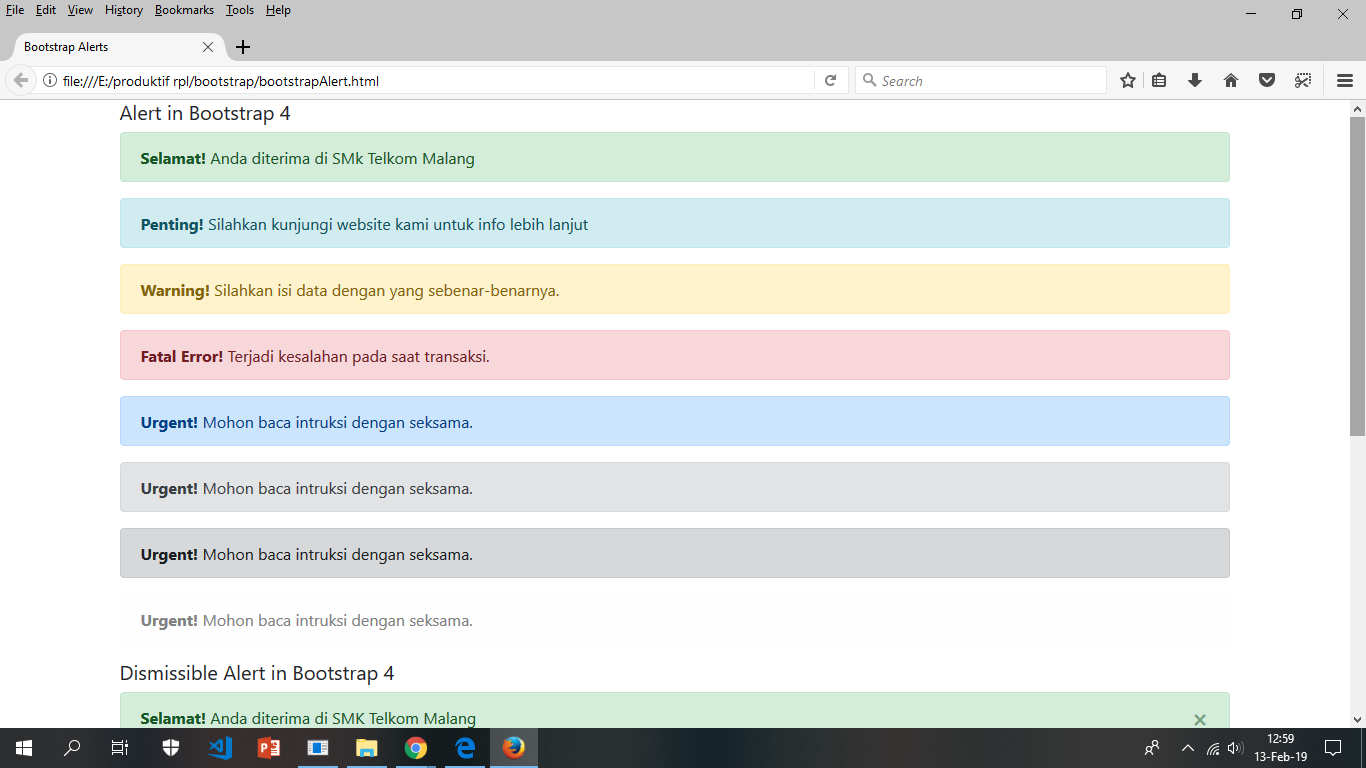 File Edit View History Bookmarks Tools Help
Bootstrap Alerts
file:///E:/produktif rpl/bootstrap/bootstrapAlert.html
Search
Alert in Bootstrap 4
Selamat! Anda diterima di SMk Telkom Malang
Penting! Silahkan kunjungi website kami untuk info lebih lanjut
Warning! Silahkan isi data dengan yang sebenar-benarnya.
Fatal Error! Terjadi kesalahan pada saat transaksi.
Urgent! Mohon baca intruksi dengan seksama.
Urgent! Mohon baca intruksi dengan seksama.
Urgent! Mohon baca intruksi dengan seksama.
Urgent! Mohon baca intruksi dengan seksama.
Dismissible Alert in Bootstrap 4
Selamat! Anda diterima di SMK Telkom Malang ×
12:59
13-Feb-19